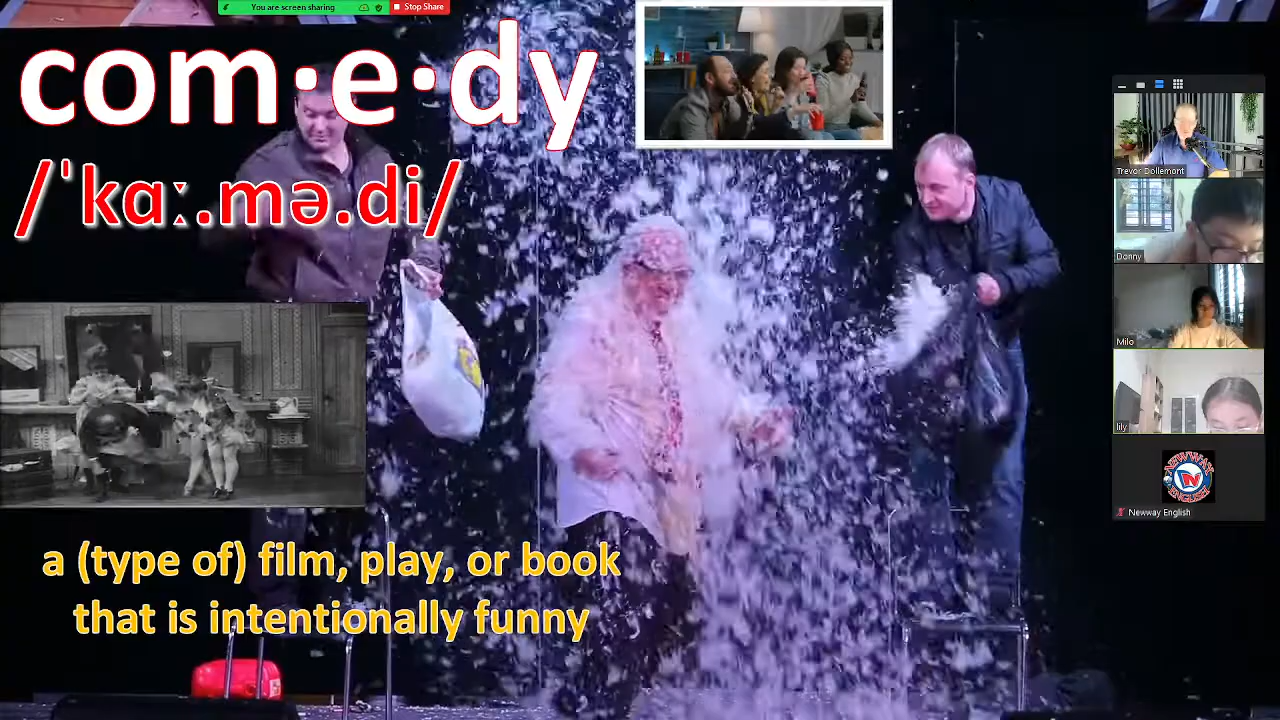 You are screen sharing
Stop Share
com·e·dy
/ˈkɑː.mə.di/
a (type of) film, play, or book
that is intentionally funny
Trevor Dollemont
Donny
Milo
lily
NEWWAY
ENGLISH
Newway English